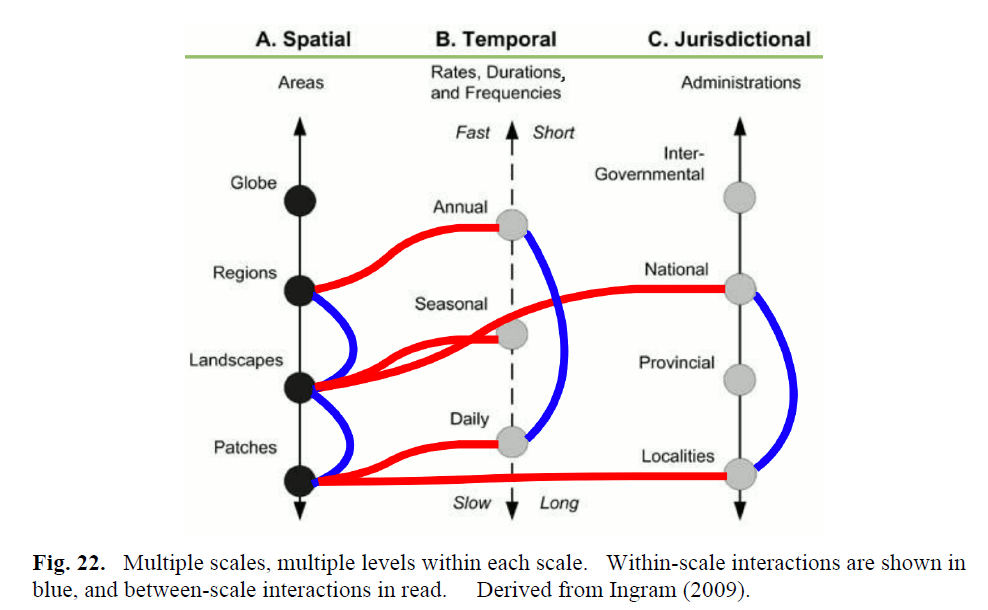 A. Spatial
B. Temporal
C. Jurisdictional
Areas
Rates, Durations,
and Frequencies
Administrations
Fast
Short
Inter-
Governmental
Globe
Annual
Regions
National
Seasonal
Landscapes
Provincial
Daily
Patches
Localities
Slow
Long
Fig. 22. Multiple scales, multiple levels within each scale. Within-scale interactions are shown in
blue, and between-scale interactions in read. Derived from Ingram (2009).